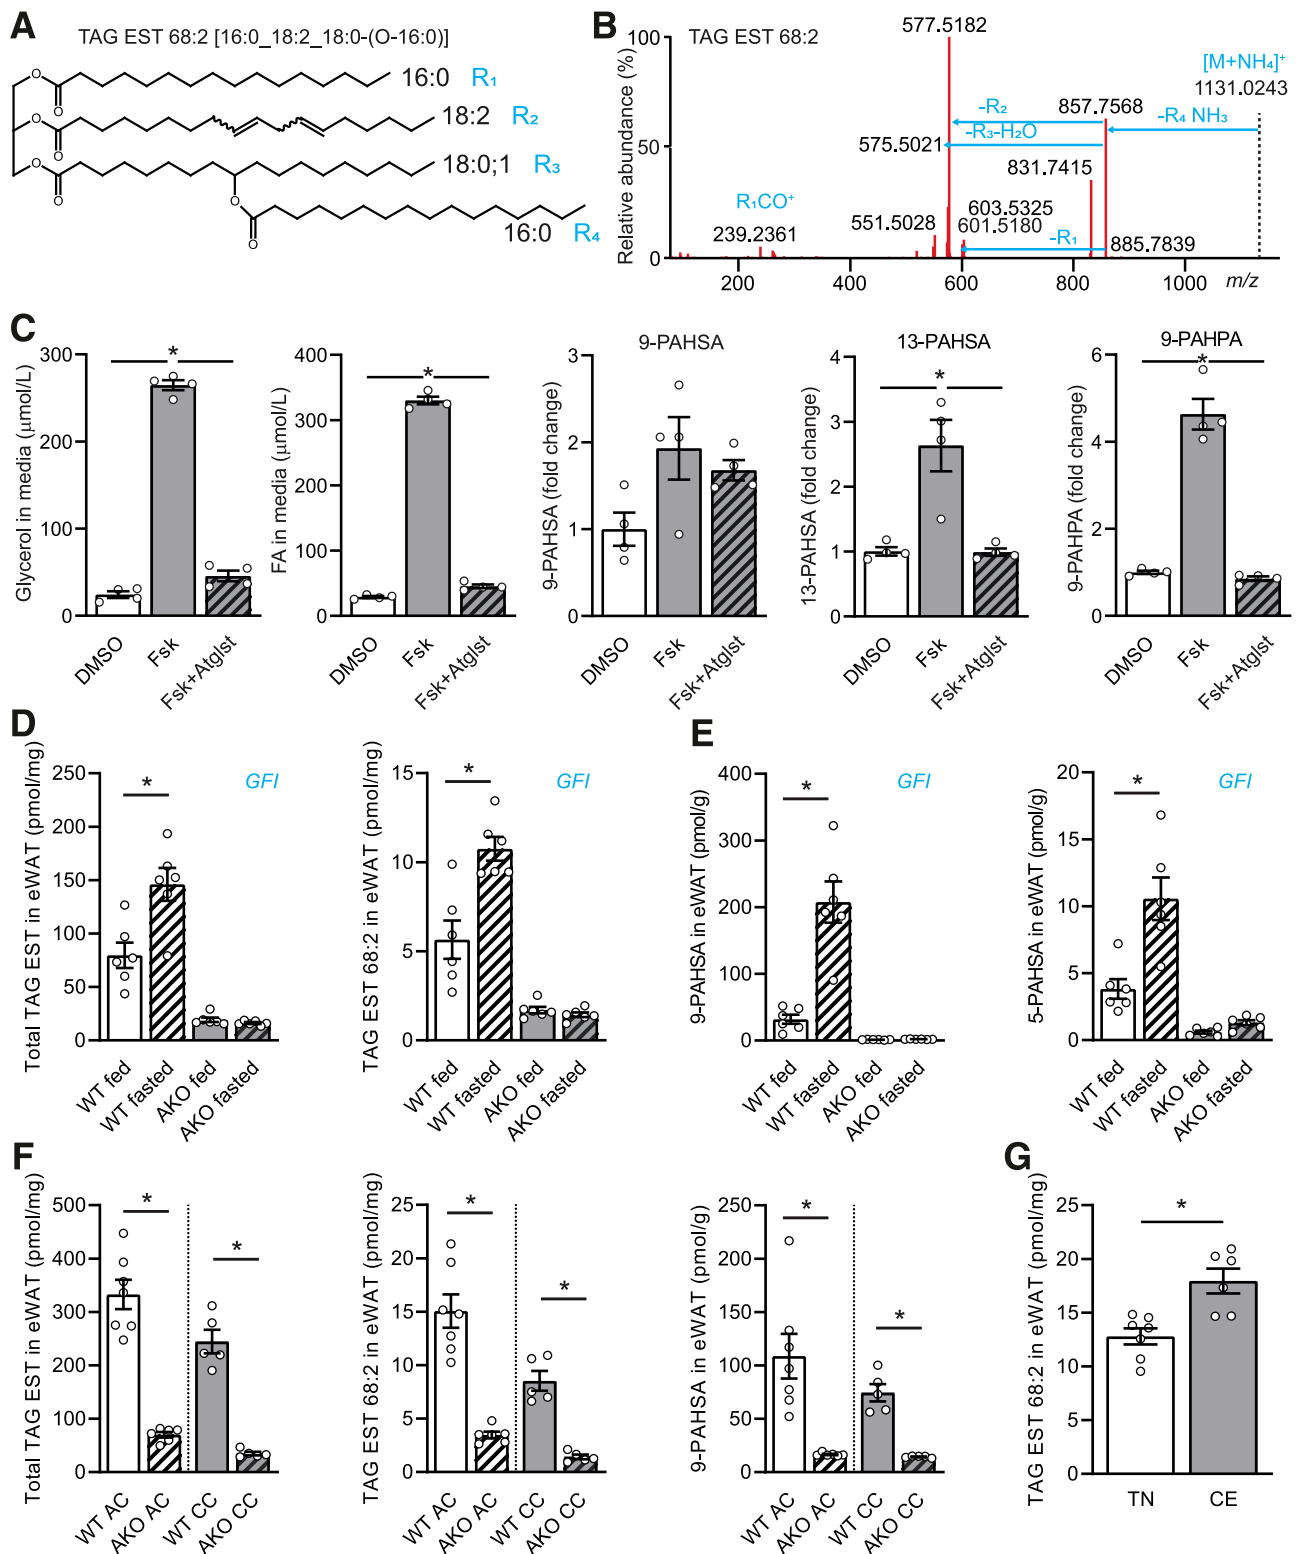 A
TAG EST 68:2 [16:0_18:2_18:0-(O-16:0)]
O
O
16:0 R₁
O
O
18:2 R₂
O
O
18:0;1 R₃
O
O
16:0 R₄
B
TAG EST 68:2
Relative abundance (%)
100
50
0
577.5182
[M+NH₄]⁺
1131.0243
-R₂
857.7568
-R₄ NH₃
575.5021
-R₃-H₂O
831.7415
R₁CO⁺
239.2361
551.5028
603.5325
601.5180
-R₁
885.7839
200
400
600
800
1000
m/z
C
Glycerol in media (µmol/L)
300
200
100
0
*
DMSO
Fsk
Fsk+Atglst
FA in media (µmol/L)
400
300
200
100
0
*
DMSO
Fsk
Fsk+Atglst
9-PAHSA
9-PAHSA (fold change)
3
2
1
0
DMSO
Fsk
Fsk+Atglst
13-PAHSA
13-PAHSA (fold change)
4
3
2
1
0
*
DMSO
Fsk
Fsk+Atglst
9-PAHPA
9-PAHPA (fold change)
6
4
2
0
*
DMSO
Fsk
Fsk+Atglst
D
Total TAG EST in eWAT (pmol/mg)
250
200
150
100
50
0
*
GFI
WT fed
WT fasted
AKO fed
AKO fasted
TAG EST 68:2 in eWAT (pmol/mg)
15
10
5
0
*
GFI
WT fed
WT fasted
AKO fed
AKO fasted
E
9-PAHSA in eWAT (pmol/g)
400
300
200
100
0
*
GFI
WT fed
WT fasted
AKO fed
AKO fasted
5-PAHSA in eWAT (pmol/g)
20
15
10
5
0
*
GFI
WT fed
WT fasted
AKO fed
AKO fasted
F
Total TAG EST in eWAT (pmol/mg)
500
400
300
200
100
0
*
*
WT AC
AKO AC
WT CC
AKO CC
TAG EST 68:2 in eWAT (pmol/mg)
25
20
15
10
5
0
*
*
WT AC
AKO AC
WT CC
AKO CC
9-PAHSA in eWAT (pmol/g)
250
200
150
100
50
0
*
*
WT AC
AKO AC
WT CC
AKO CC
G
TAG EST 68:2 in eWAT (pmol/mg)
25
20
15
10
5
0
*
TN
CE